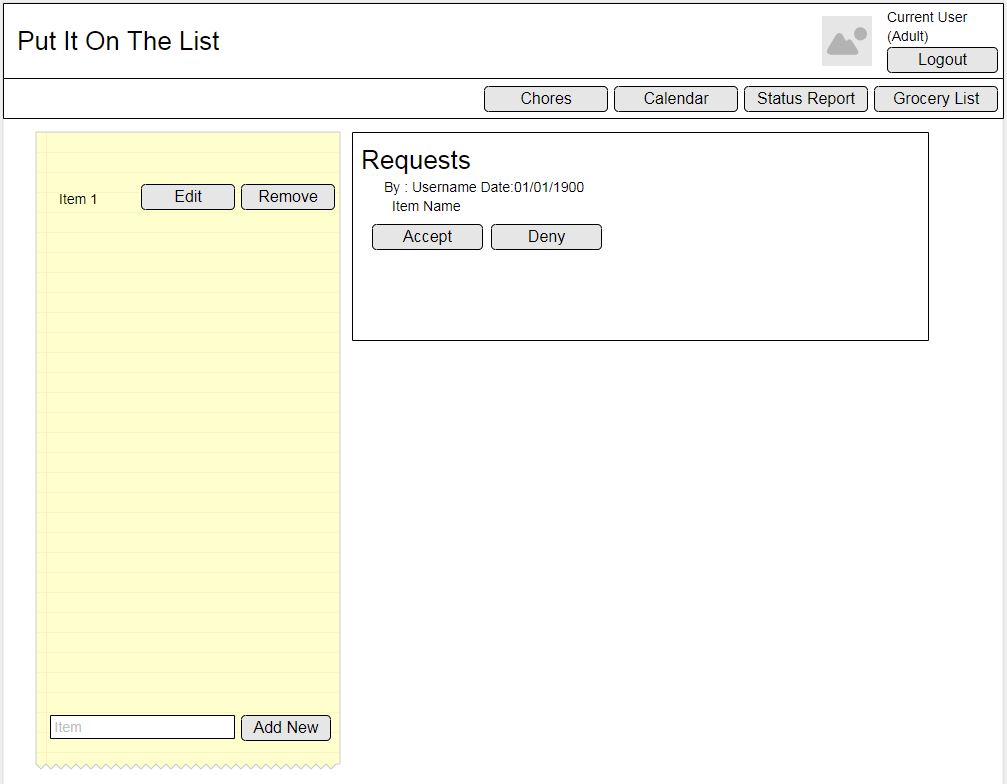 Put It On The List
Current User
(Adult)
Logout
Chores Calendar Status Report Grocery List
Item 1 Edit Remove
Item Add New
Requests
By : Username Date:01/01/1900
Item Name
Accept Deny